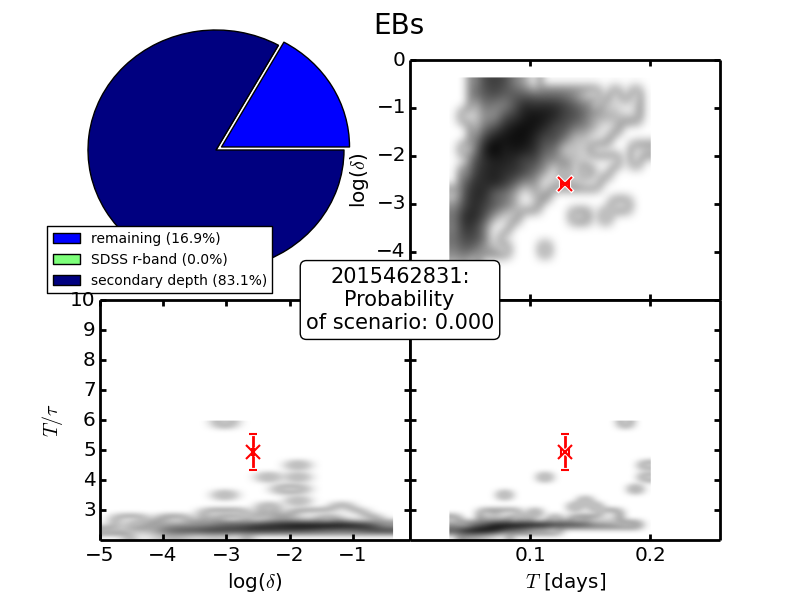 EBs
remaining (16.9%)
SDSS r-band (0.0%)
secondary depth (83.1%)
0
−1
−2
−3
−4
log(δ)
2015462831:
Probability
of scenario: 0.000
10
9
8
7
6
5
4
3
T/τ
−5 −4 −3 −2 −1
log(δ)
0.1 0.2
T [days]